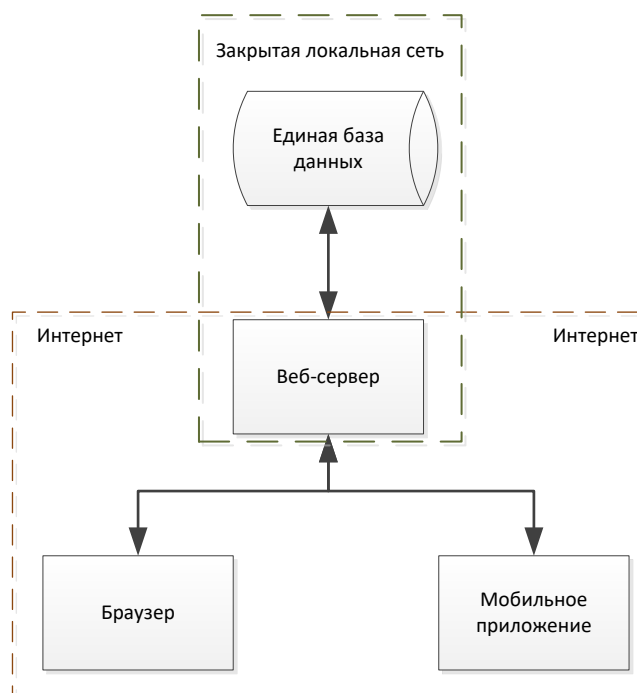 Закрытая локальная сеть
Единая база
данных
Интернет
Интернет
Веб-сервер
Браузер
Мобильное
приложение